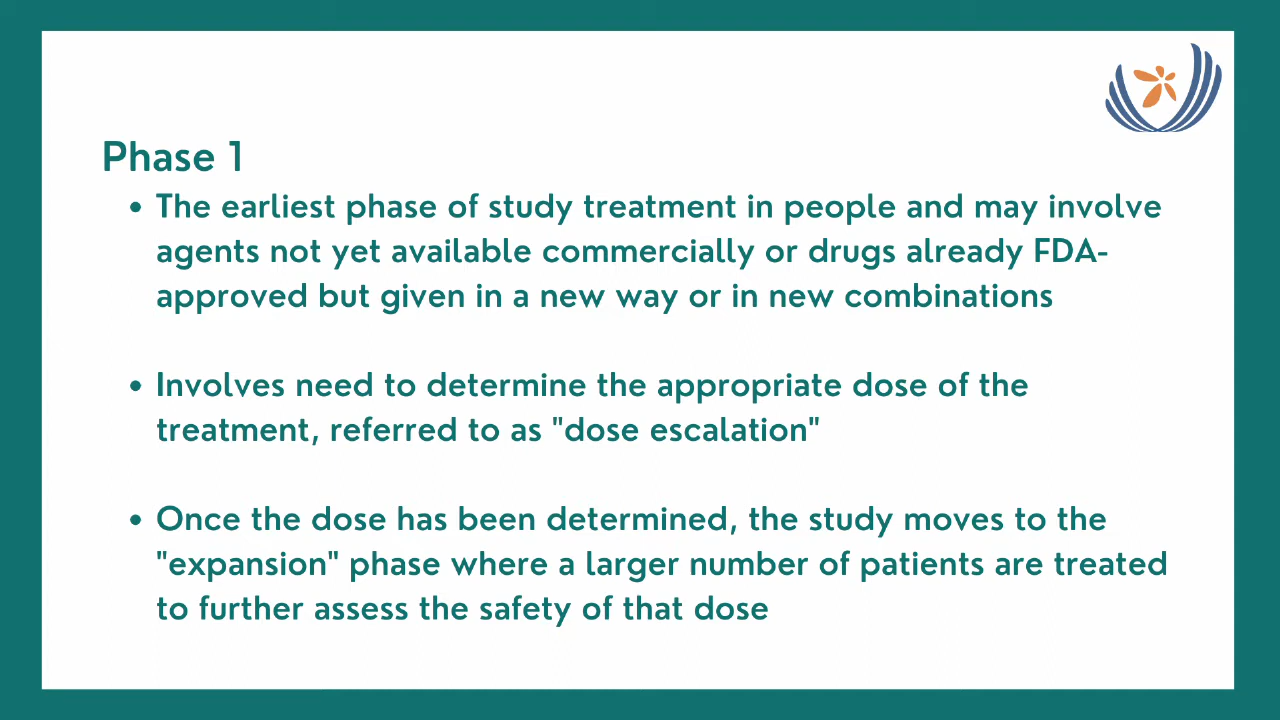 Phase 1
• The earliest phase of study treatment in people and may involve
agents not yet available commercially or drugs already FDA-
approved but given in a new way or in new combinations
• Involves need to determine the appropriate dose of the
treatment, referred to as "dose escalation"
• Once the dose has been determined, the study moves to the
"expansion" phase where a larger number of patients are treated
to further assess the safety of that dose